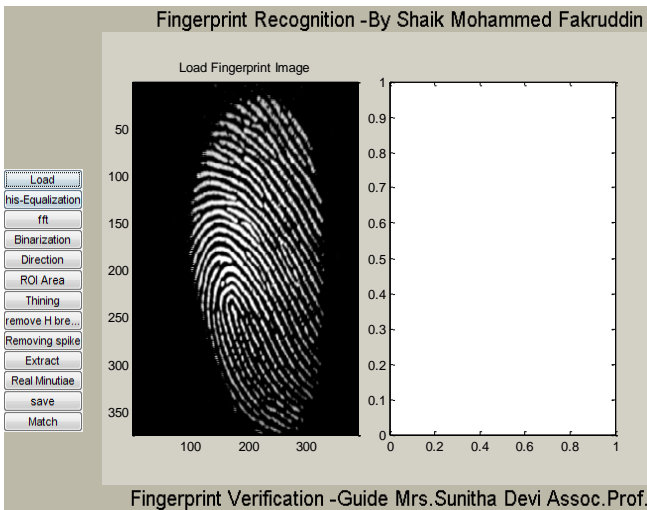 Fingerprint Recognition -By Shaik Mohammed Fakruddin
Load Fingerprint Image
Load
his-Equalization
fft
Binarization
Direction
ROI Area
Thining
remove H bre...
Removing spike
Extract
Real Minutiae
save
Match
50
100
150
200
250
300
350
100 200 300
1
0.9
0.8
0.7
0.6
0.5
0.4
0.3
0.2
0.1
0
0 0.2 0.4 0.6 0.8 1
Fingerprint Verification -Guide Mrs.Sunitha Devi Assoc.Prof.